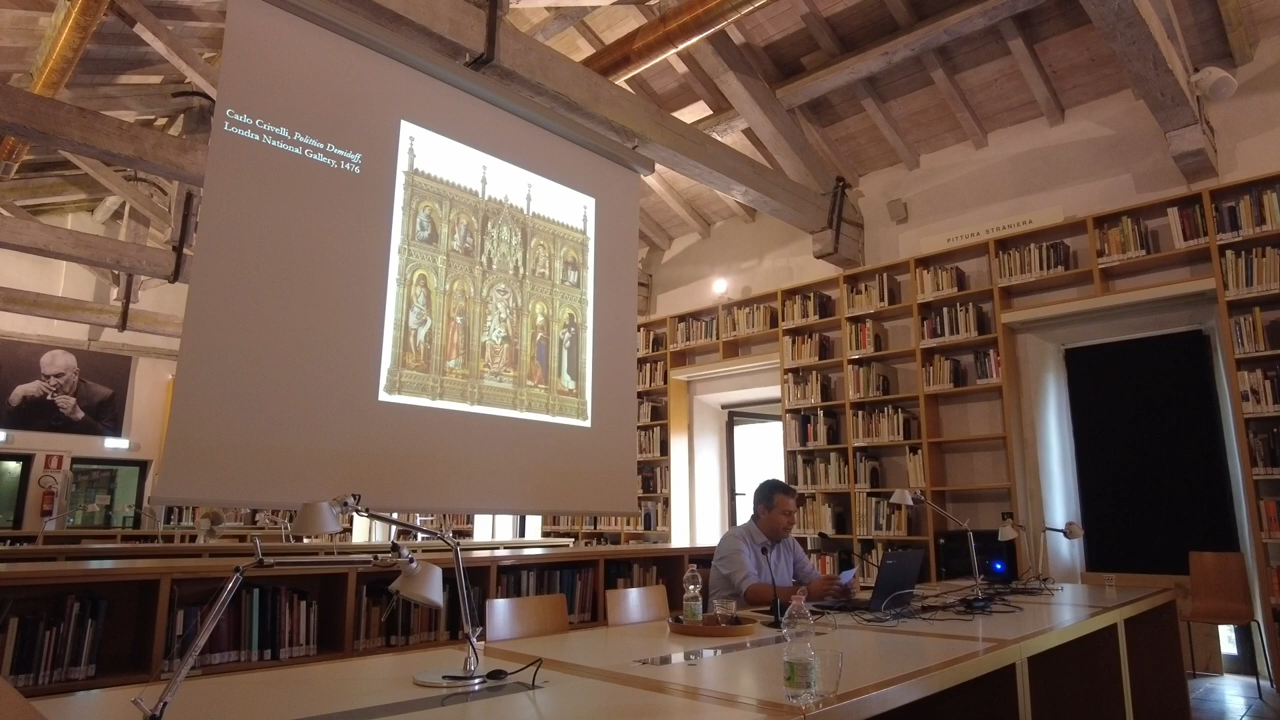 Carlo Crivelli, Polittico Demidoff,
Londra National Gallery, 1476
PITTURA STRANIERA